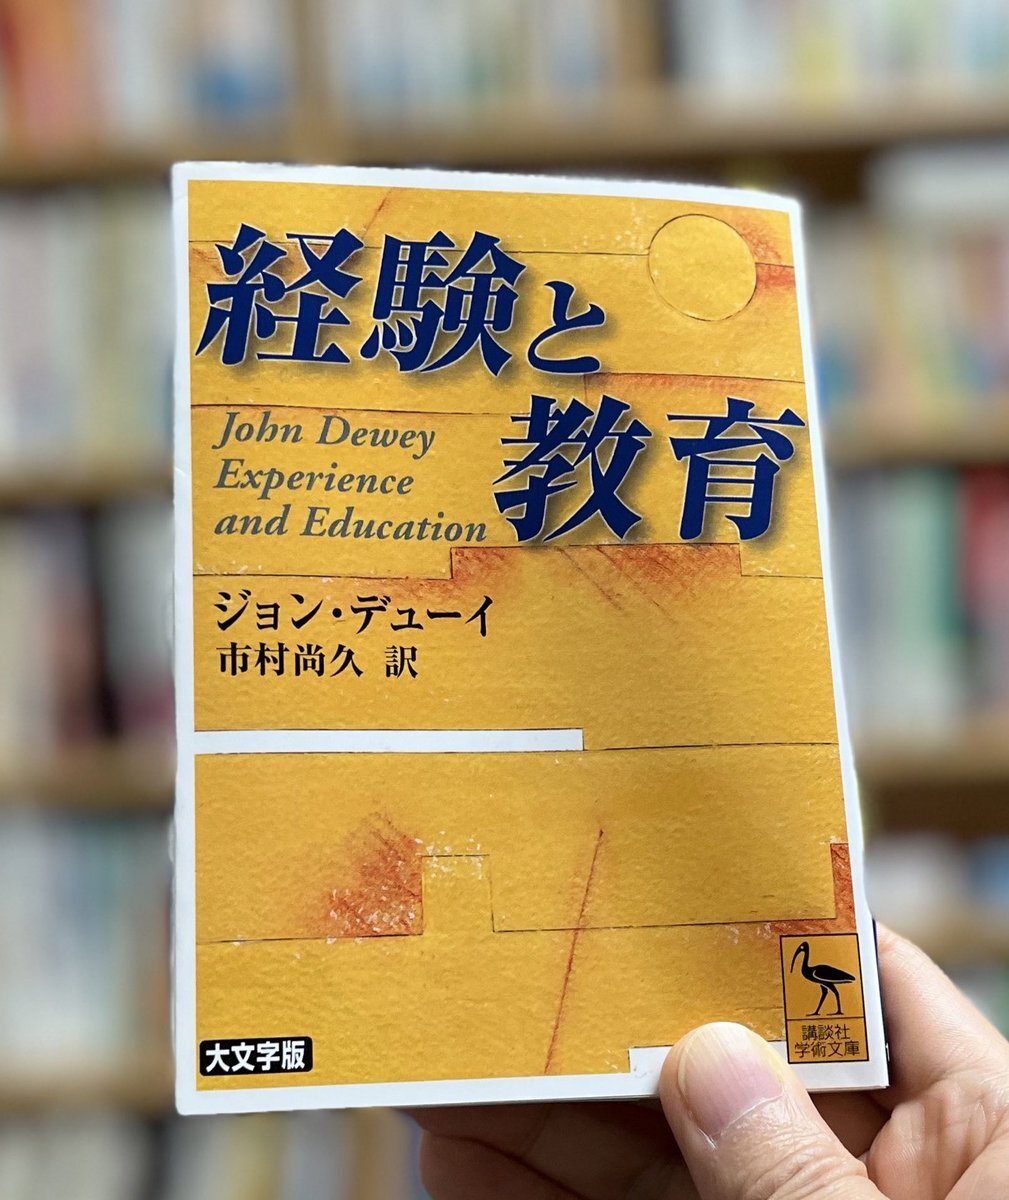 経験と
教育
John Dewey
Experience
and Education
ジョン・デューイ
市村尚久 訳
大文字版
講談社
学術文庫